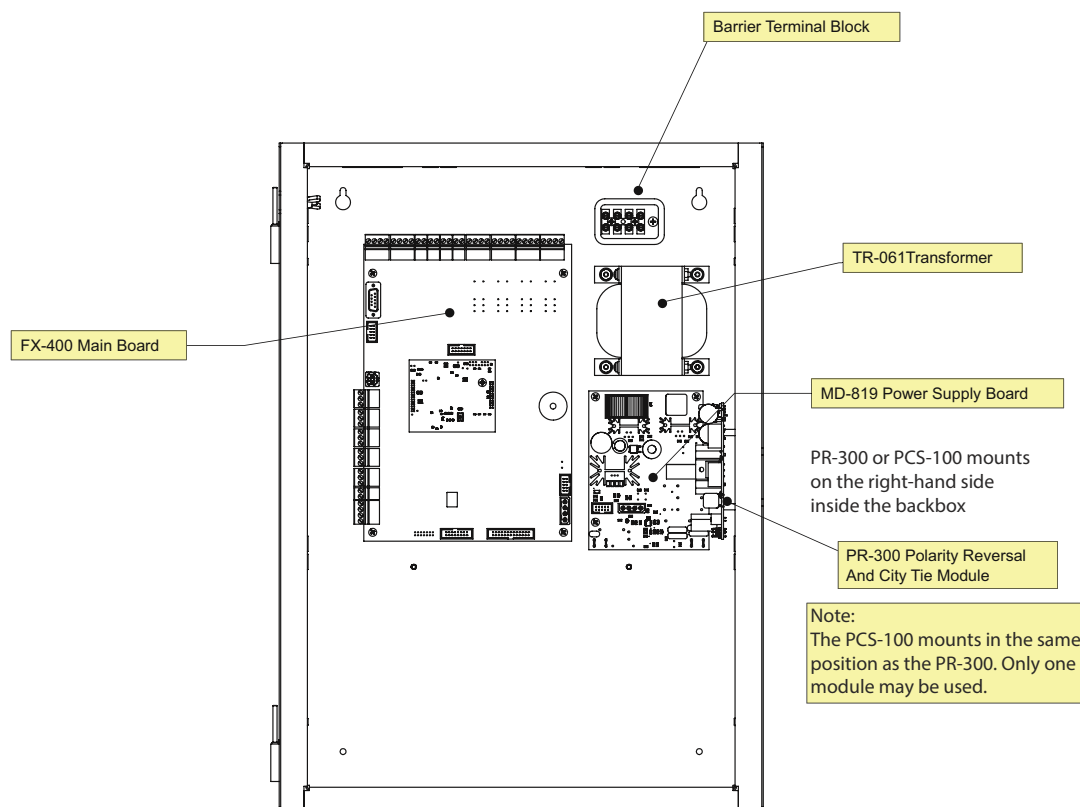 Barrier Terminal Block
TR-061Transformer
FX-400 Main Board
MD-819 Power Supply Board
PR-300 or PCS-100 mounts
on the right-hand side
inside the backbox
PR-300 Polarity Reversal
And City Tie Module
Note:
The PCS-100 mounts in the same
position as the PR-300. Only one
module may be used.